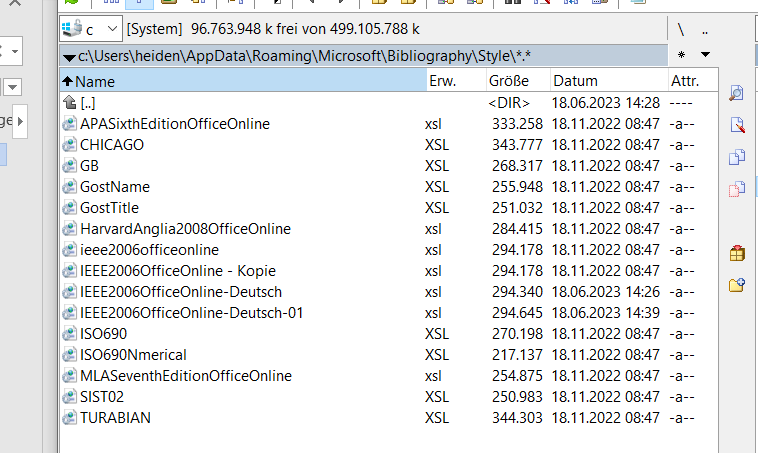 c [System] 96.763.948 k frei von 499.105.788 k \ ..
c:\Users\heiden\AppData\Roaming\Microsoft\Bibliography\Style\*.* *
Name Erw. Größe Datum Attr.
[..] <DIR> 18.06.2023 14:28 ----
APASixthEditionOfficeOnline xsl 333.258 18.11.2022 08:47 -a--
CHICAGO XSL 343.777 18.11.2022 08:47 -a--
GB XSL 268.317 18.11.2022 08:47 -a--
GostName XSL 255.948 18.11.2022 08:47 -a--
GostTitle XSL 251.032 18.11.2022 08:47 -a--
HarvardAnglia2008OfficeOnline xsl 284.415 18.11.2022 08:47 -a--
ieee2006officeonline xsl 294.178 18.11.2022 08:47 -a--
IEEE2006OfficeOnline - Kopie xsl 294.178 18.11.2022 08:47 -a--
IEEE2006OfficeOnline-Deutsch xsl 294.340 18.06.2023 14:26 -a--
IEEE2006OfficeOnline-Deutsch-01 xsl 294.645 18.06.2023 14:39 -a--
ISO690 XSL 270.198 18.11.2022 08:47 -a--
ISO690Nmerical XSL 217.137 18.11.2022 08:47 -a--
MLASeventhEditionOfficeOnline xsl 254.875 18.11.2022 08:47 -a--
SIST02 XSL 250.983 18.11.2022 08:47 -a--
TURABIAN XSL 344.303 18.11.2022 08:47 -a--